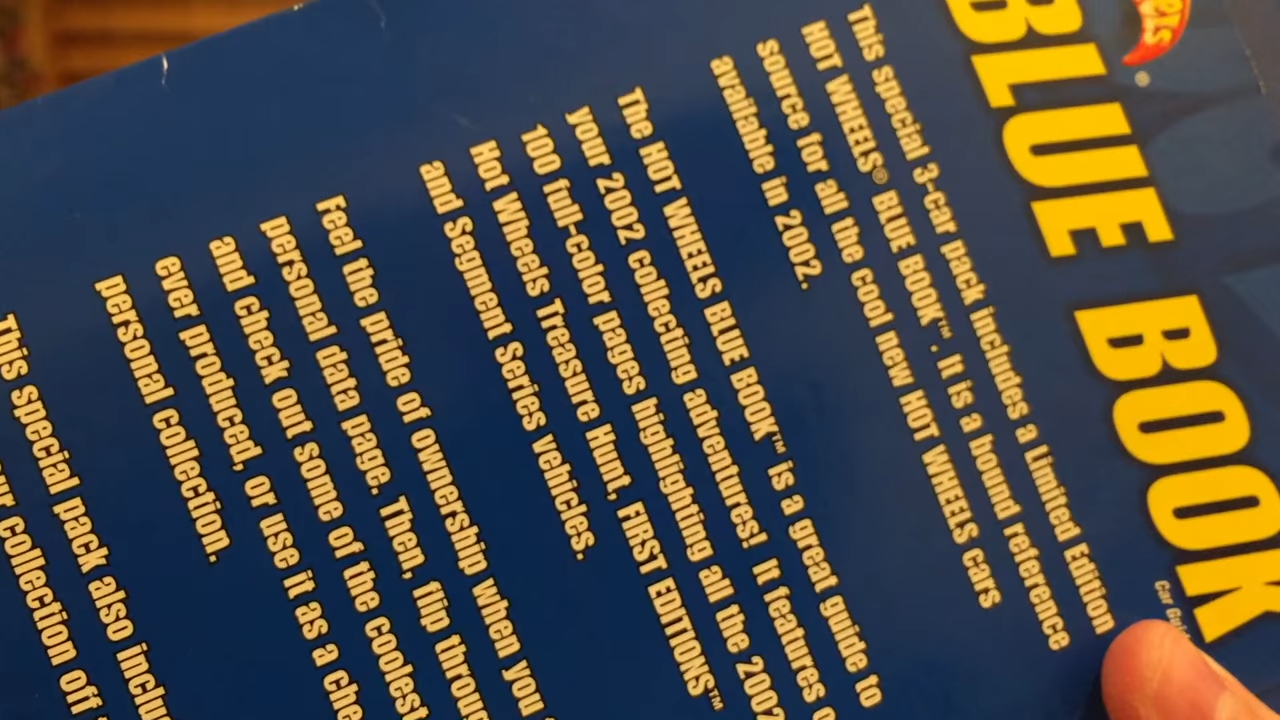 BLUE BOOK
This special 3-car pack includes a Limited Edition
HOT WHEELS® BLUE BOOK™. It is a bound reference
source for all the cool new HOT WHEELS cars
available in 2002.
The HOT WHEELS BLUE BOOK™ is a great guide to
your 2002 collecting adventures! It features
100 full-color pages highlighting all the 2002
Hot Wheels Treasure Hunt, FIRST EDITIONS™
and Segment Series vehicles.
Feel the pride of ownership when you
personal data page. Then, flip
and check out some of the coolest
ever produced, or use it as a
personal collection.
This special pack also
collection off